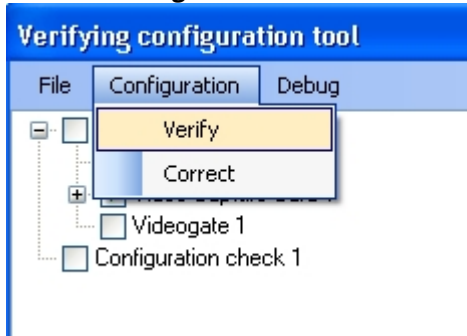 Verifying configuration tool
File Configuration Debug
Verify
Correct
Videogate 1
Configuration check 1